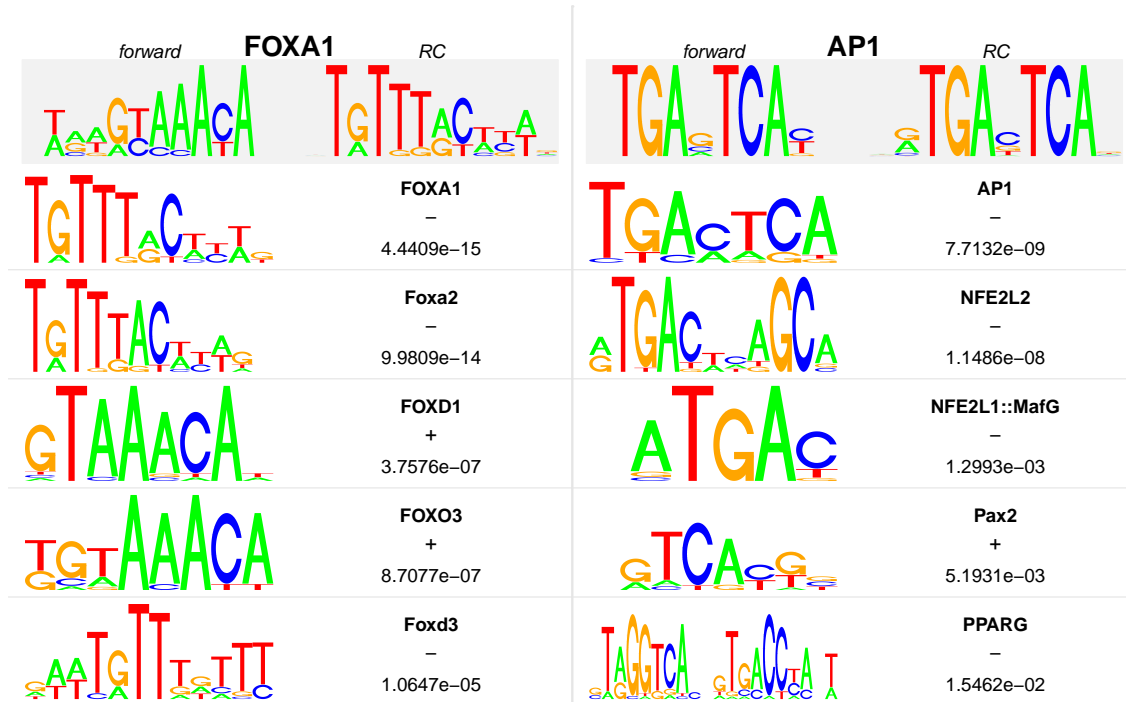 forward FOXA1 RC
forward AP1 RC
FOXA1
–
4.4409e−15
AP1
–
7.7132e−09
Foxa2
–
9.9809e−14
NFE2L2
–
1.1486e−08
FOXD1
+
3.7576e−07
NFE2L1::MafG
–
1.2993e−03
FOXO3
+
8.7077e−07
Pax2
+
5.1931e−03
Foxd3
–
1.0647e−05
PPARG
–
1.5462e−02